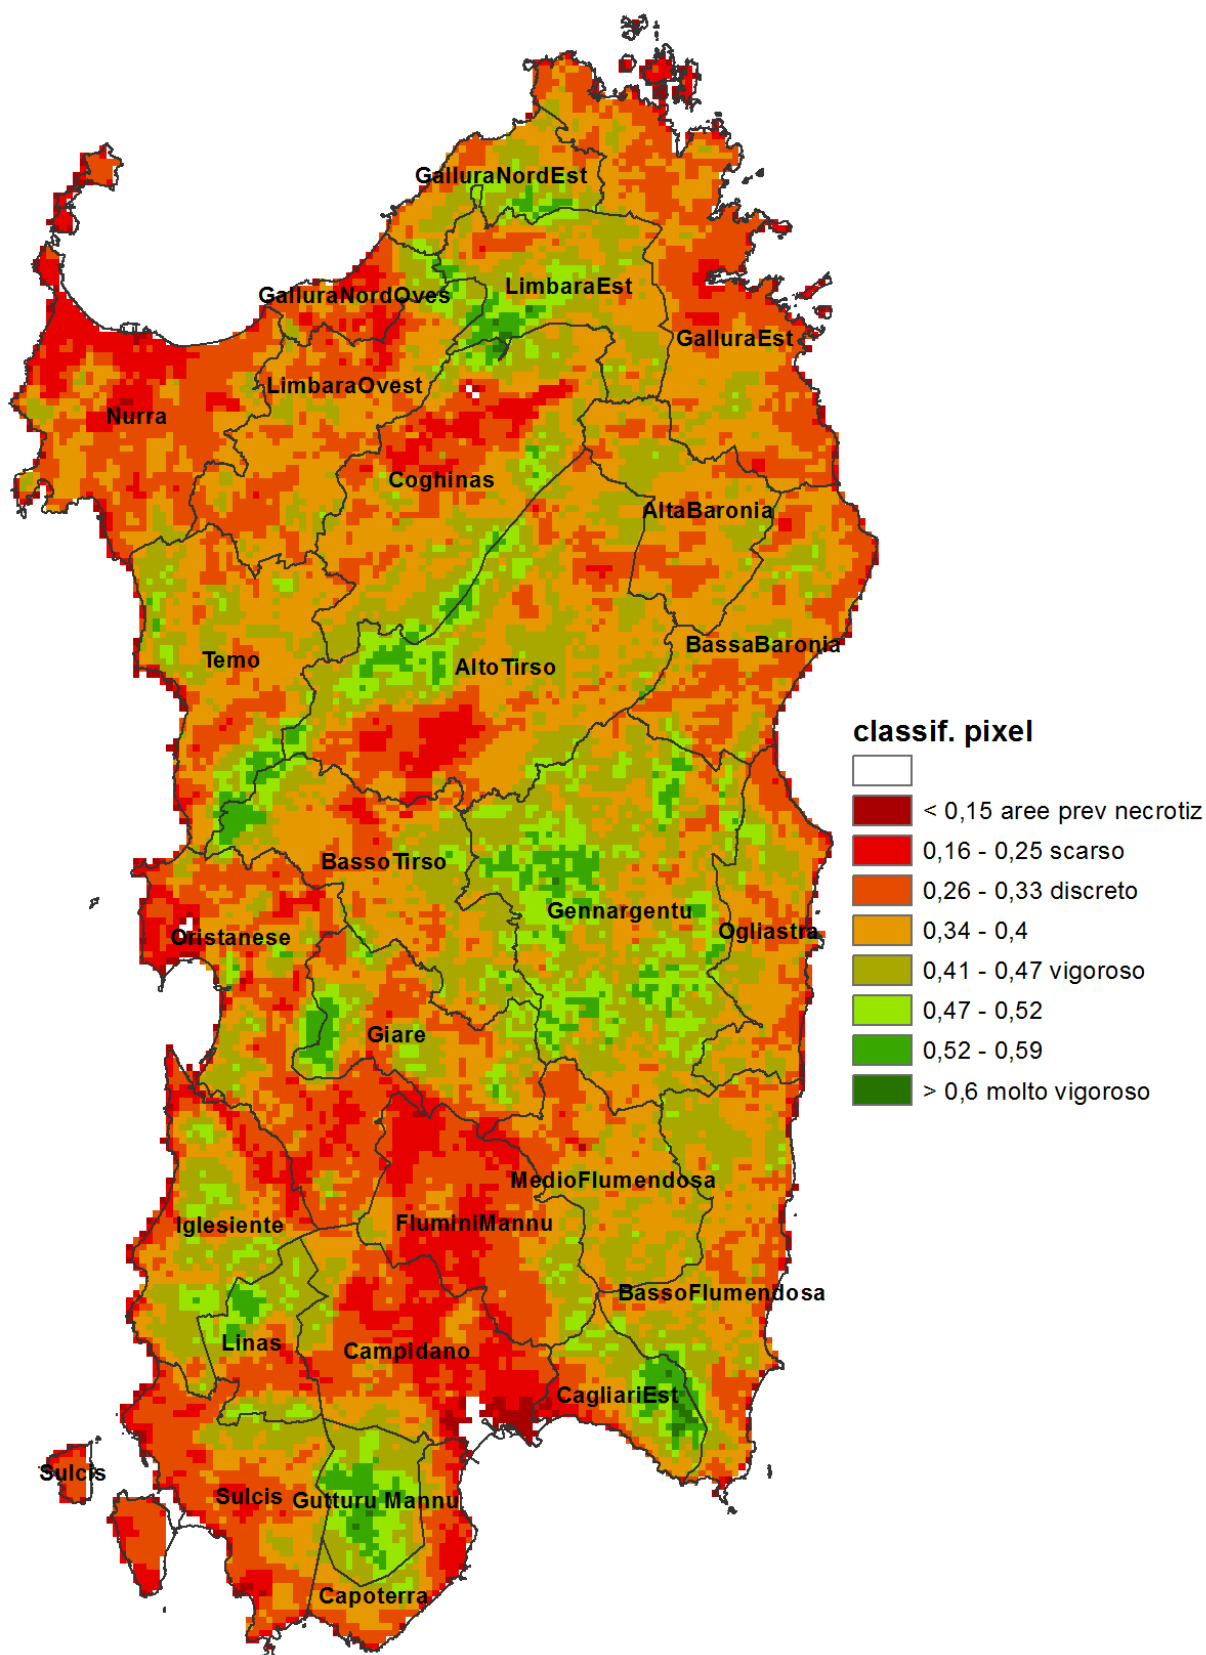 GalluraNordEst
LimbaraEst
GalluraNordOves
GalluraEst
LimbaraOvest
Nurra
Coghinas
AltaBaronia
BassaBaronia
Temo
AltoTirso
classif. pixel
< 0,15 aree prev necrotiz
0,16 - 0,25 scarso
0,26 - 0,33 discreto
0,34 - 0,4
0,41 - 0,47 vigoroso
0,47 - 0,52
0,52 - 0,59
> 0,6 molto vigoroso
BassoTirso
Gennargentu
Ogliastra
Oristanese
Giare
MedioFlumendosa
Iglesiente
FluminiMannu
BassoFlumendosa
Linas
Campidano
CagliariEst
Sulcis
Sulcis
Gutturu Mannu
Capoterra